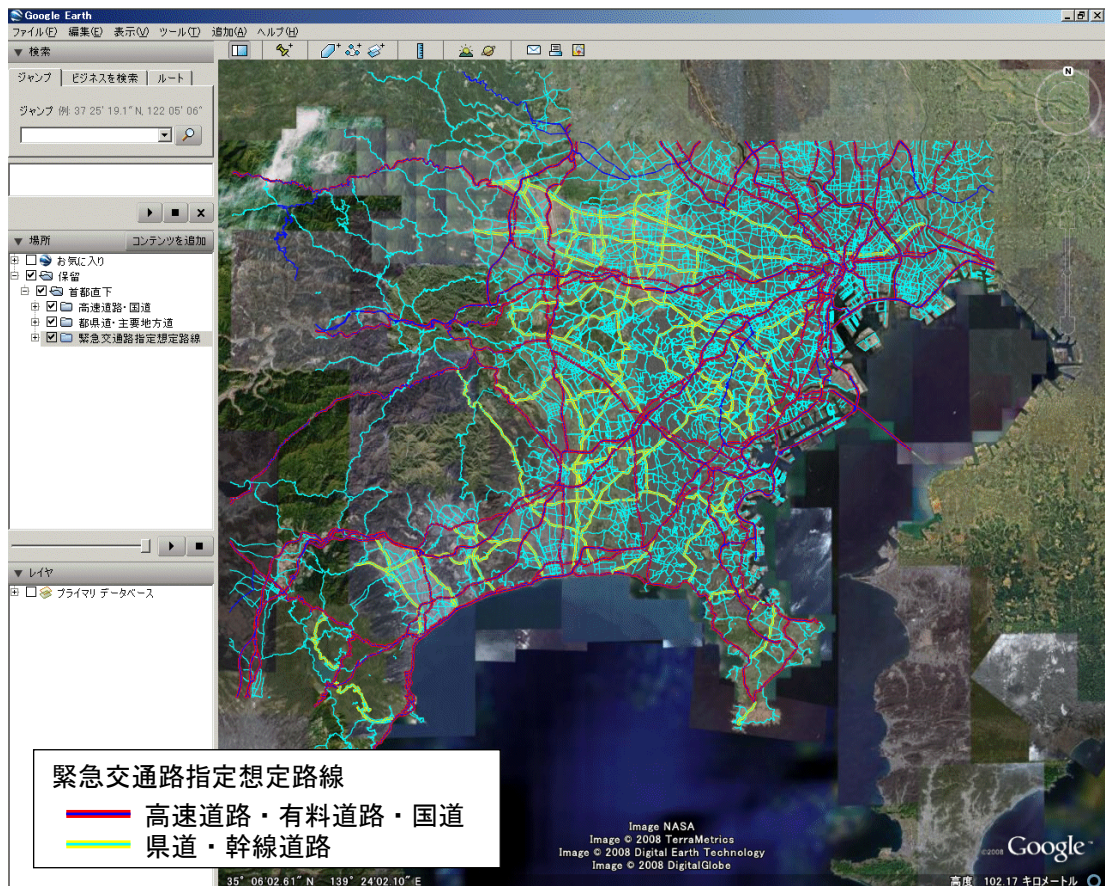 Google Earth
ファイル(F) 編集(E) 表示(V) ツール(T) 追加(A) ヘルプ(H)
▼ 検索
ジャンプ ビジネスを検索 ルート
ジャンプ 例: 37 25' 19.1" N, 122 05' 06"
▼ 場所 コンテンツを追加
お気に入り
保留
首都直下
高速道路・国道
都県道・主要地方道
緊急交通路指定想定路線
▼ レイヤ
プライマリ データベース
N
緊急交通路指定想定路線
高速道路・有料道路・国道
県道・幹線道路
Image NASA
Image © 2008 TerraMetrics
Image © 2008 Digital Earth Technology
Image © 2008 DigitalGlobe
©2008 Google™
35° 06'02.61" N 139° 24'02.10" E 高度 102.17 キロメートル